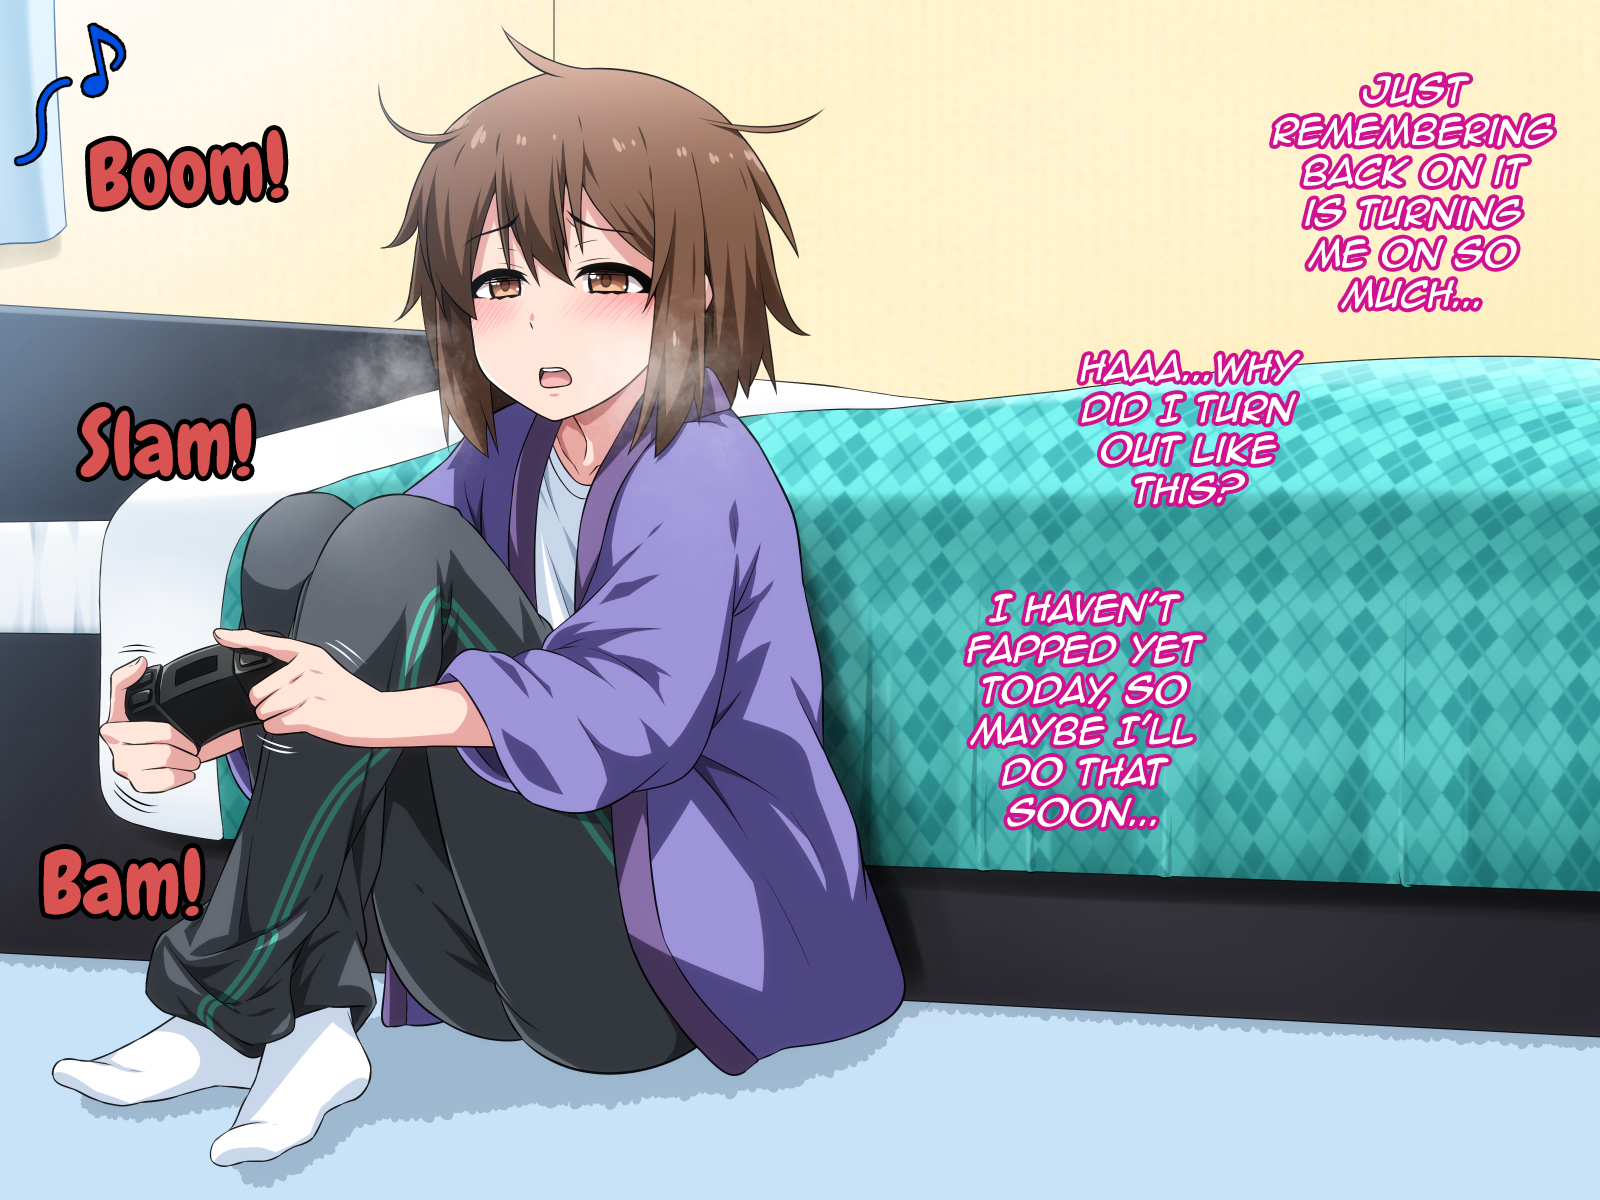 Boom!
Slam!
Bam!
JUST
REMEMBERING
BACK ON IT
IS TURNING
ME ON SO
MUCH...
HAAA...WHY
DID I TURN
OUT LIKE
THIS?
I HAVEN'T
FAPPED YET
TODAY, SO
MAYBE I'LL
DO THAT
SOON...